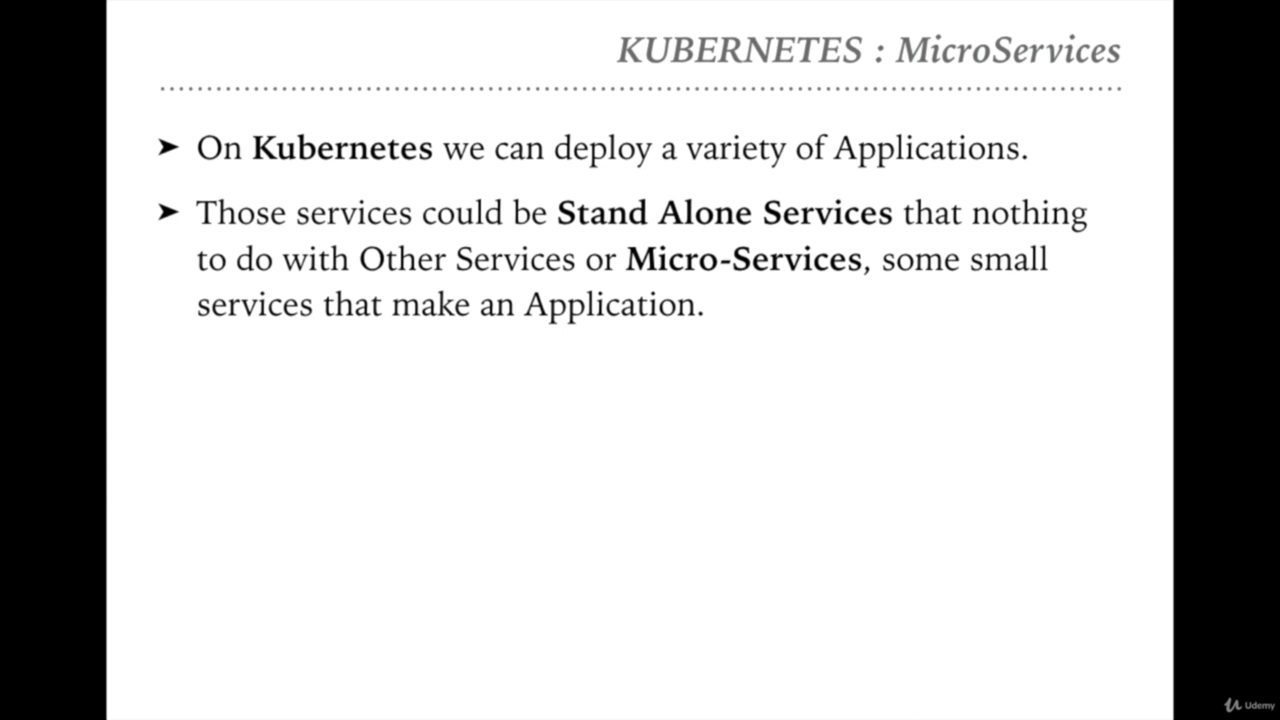 KUBERNETES : MicroServices
➤ On Kubernetes we can deploy a variety of Applications.
➤ Those services could be Stand Alone Services that nothing
to do with Other Services or Micro-Services, some small
services that make an Application.
Udemy